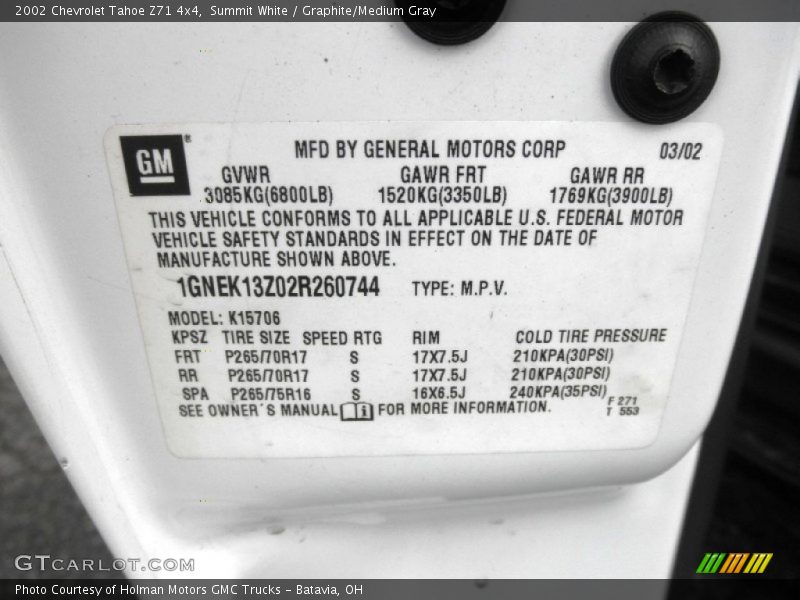 2002 Chevrolet Tahoe Z71 4x4, Summit White / Graphite/Medium Gray
GM ®
MFD BY GENERAL MOTORS CORP 03/02
GVWR GAWR FRT GAWR RR
3085KG(6800LB) 1520KG(3350LB) 1769KG(3900LB)
THIS VEHICLE CONFORMS TO ALL APPLICABLE U.S. FEDERAL MOTOR
VEHICLE SAFETY STANDARDS IN EFFECT ON THE DATE OF
MANUFACTURE SHOWN ABOVE.
1GNEK13Z02R260744 TYPE: M.P.V.
MODEL: K15706
KPSZ TIRE SIZE SPEED RTG RIM COLD TIRE PRESSURE
FRT P265/70R17 S 17X7.5J 210KPA(30PSI)
RR P265/70R17 S 17X7.5J 210KPA(30PSI)
SPA P265/75R16 S 16X6.5J 240KPA(35PSI)
SEE OWNER'S MANUAL i FOR MORE INFORMATION.
F 271
T 553
GTCARLOT.COM
Photo Courtesy of Holman Motors GMC Trucks - Batavia, OH